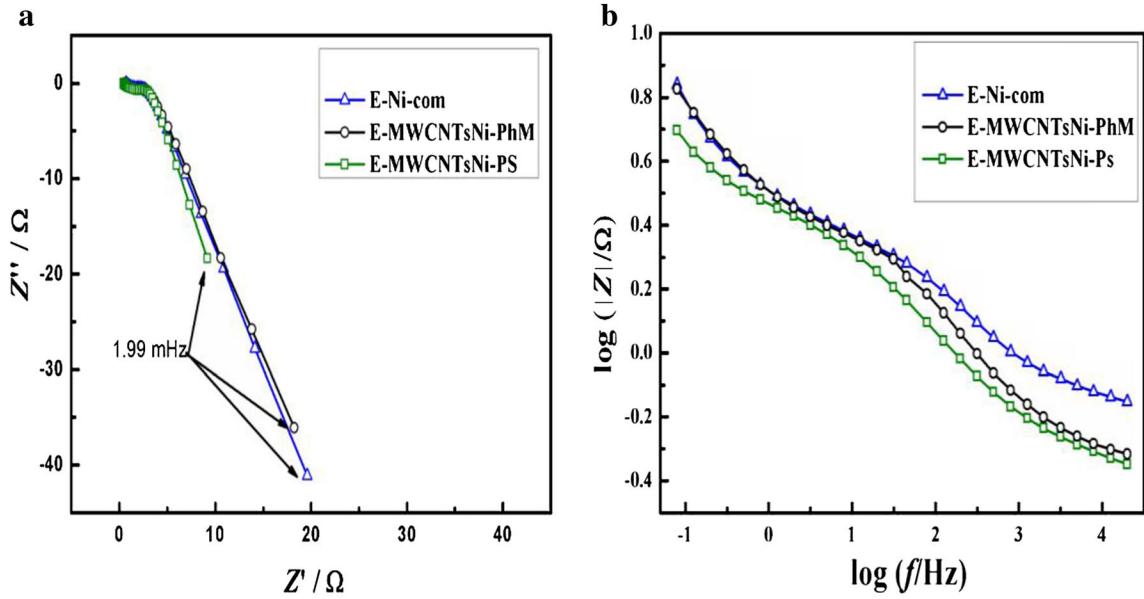 a
0
-10
-20
-30
-40
0
10
20
30
40
Z'' / Ω
Z' / Ω
E-Ni-com
E-MWCNTsNi-PhM
E-MWCNTsNi-PS
1.99 mHz
b
1.0
0.8
0.6
0.4
0.2
0.0
-0.2
-0.4
-1
0
1
2
3
4
log (|Z|/Ω)
log (f/Hz)
E-Ni-com
E-MWCNTsNi-PhM
E-MWCNTsNi-Ps